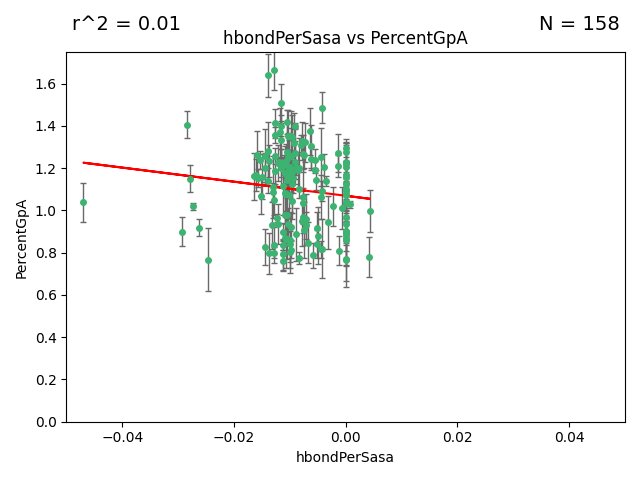 r^2 = 0.01
N = 158
hbondPerSasa vs PercentGpA
1.6
1.4
1.2
1.0
0.8
0.6
0.4
0.2
0.0
PercentGpA
−0.04 −0.02 0.00 0.02 0.04
hbondPerSasa